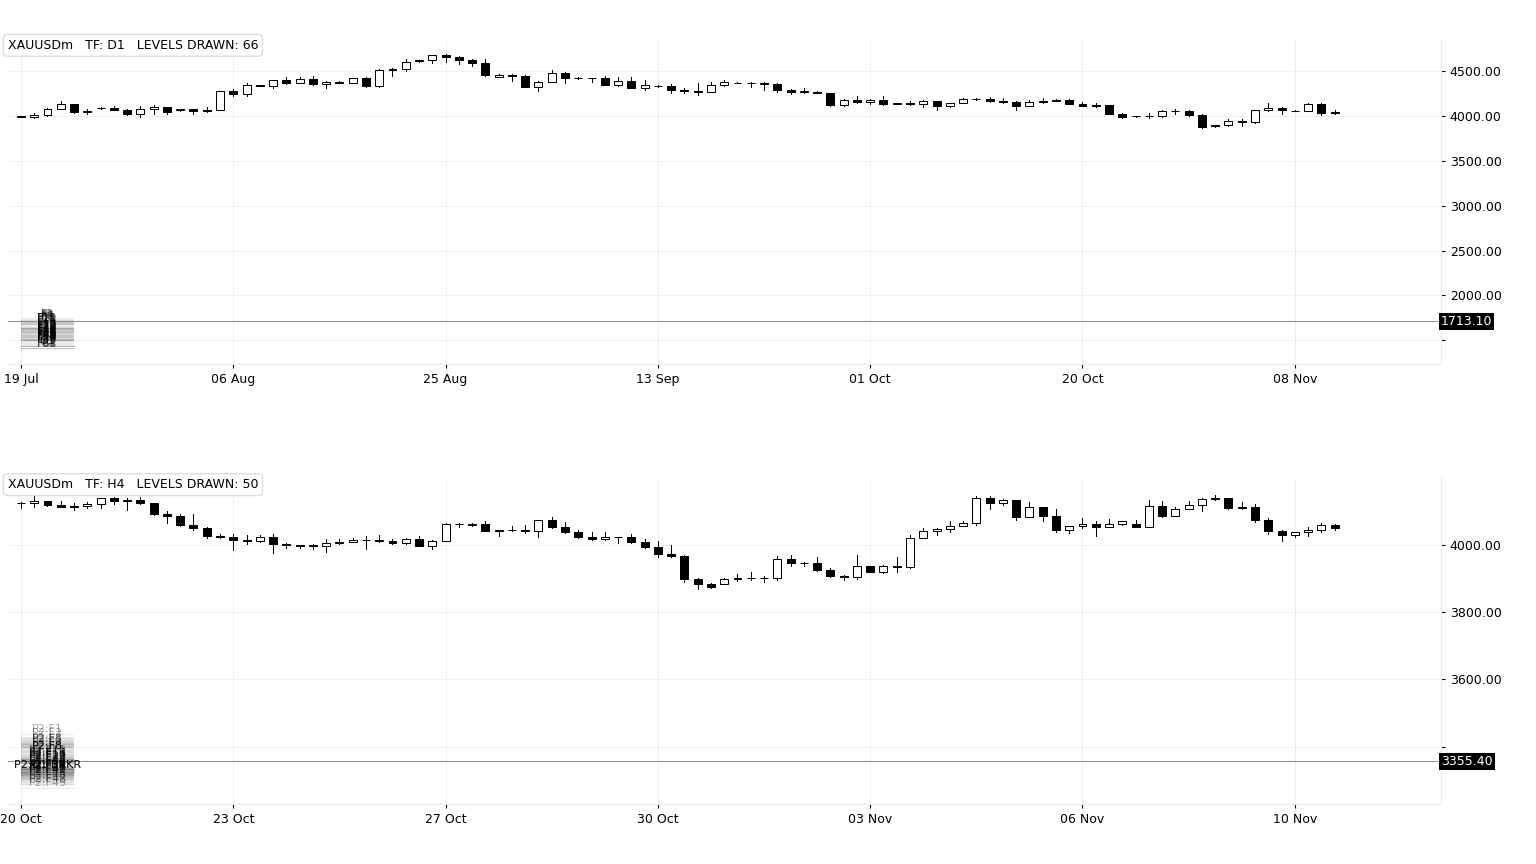 XAUUSDm TF: D1 LEVELS DRAWN: 66
4500.00
4000.00
3500.00
3000.00
2500.00
2000.00
1713.10
19 Jul 06 Aug 25 Aug 13 Sep 01 Oct 20 Oct 08 Nov
XAUUSDm TF: H4 LEVELS DRAWN: 50
4000.00
3800.00
3600.00
P2:F1
3355.40
20 Oct 23 Oct 27 Oct 30 Oct 03 Nov 06 Nov 10 Nov